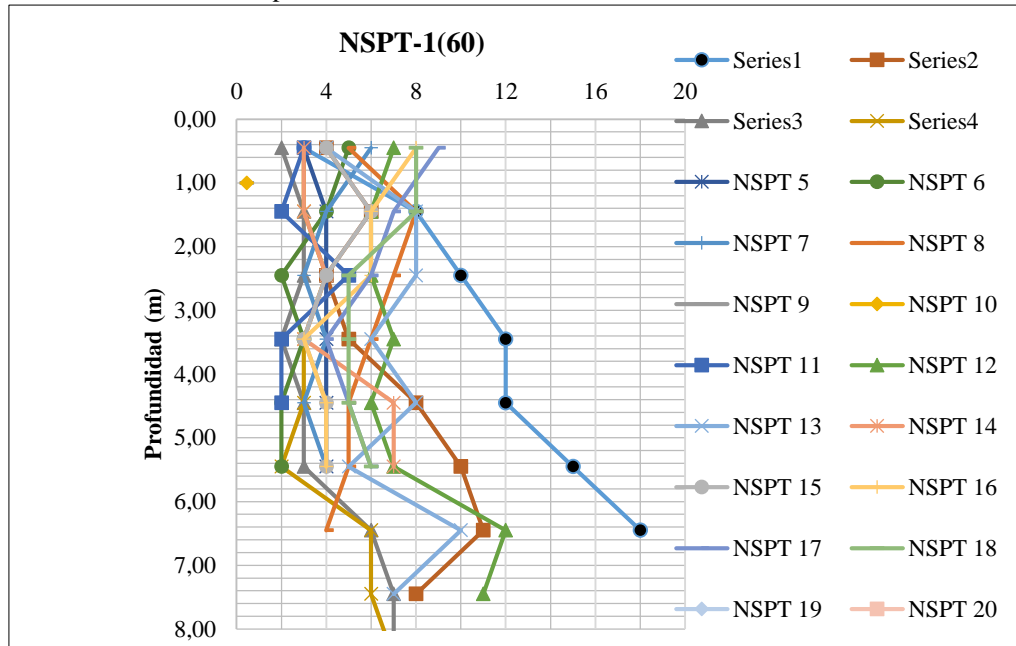 NSPT-1(60)
0 4 8 12 16 20
0,00
1,00
2,00
3,00
4,00
5,00
6,00
7,00
8,00
Profundidad (m)
Series1 Series2
Series3 Series4
NSPT 5 NSPT 6
NSPT 7 NSPT 8
NSPT 9 NSPT 10
NSPT 11 NSPT 12
NSPT 13 NSPT 14
NSPT 15 NSPT 16
NSPT 17 NSPT 18
NSPT 19 NSPT 20